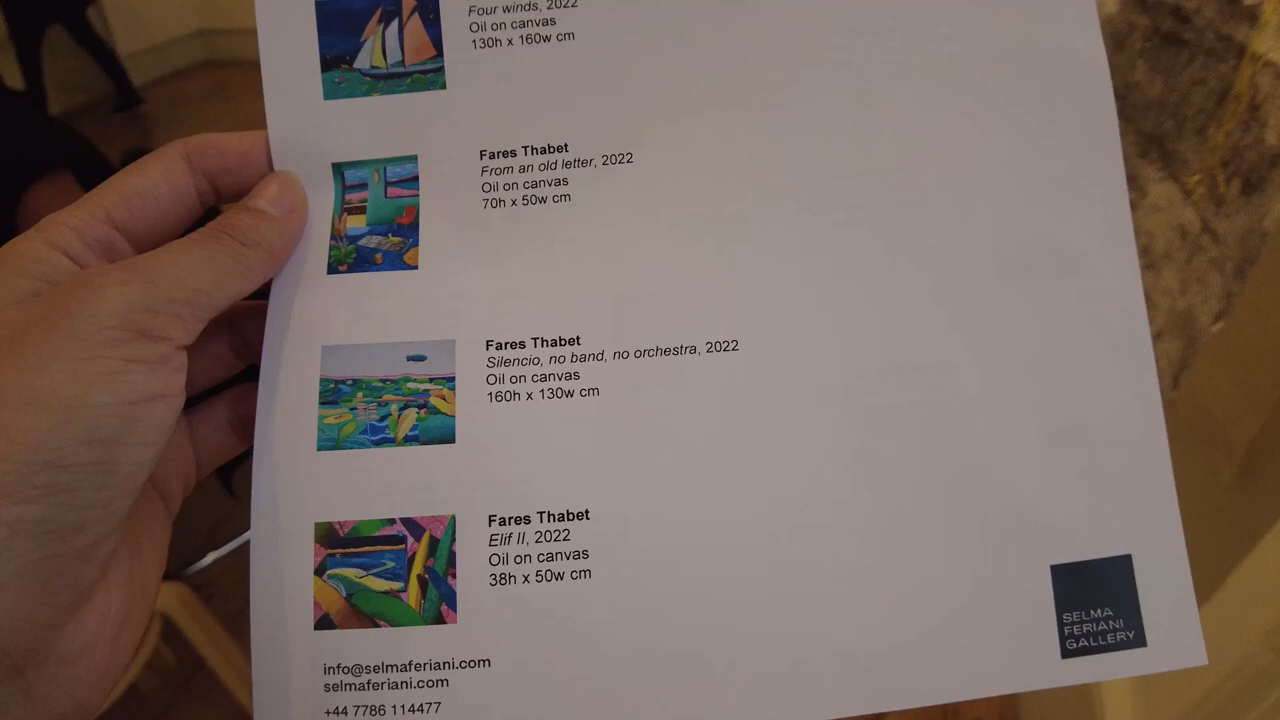 Four winds, 2022
Oil on canvas
130h x 160w cm
Fares Thabet
From an old letter, 2022
Oil on canvas
70h x 50w cm
Fares Thabet
Silencio, no band, no orchestra, 2022
Oil on canvas
160h x 130w cm
Fares Thabet
Elif II, 2022
Oil on canvas
38h x 50w cm
SELMA
FERIANI
GALLERY
info@selmaferiani.com
selmaferiani.com
+44 7786 114477